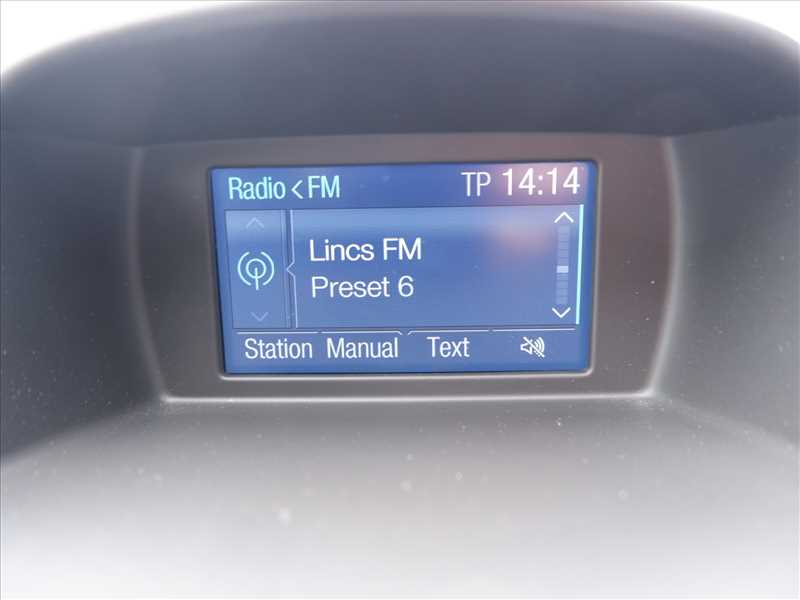 Radio < FM TP 14:14
Lincs FM
Preset 6
Station Manual Text